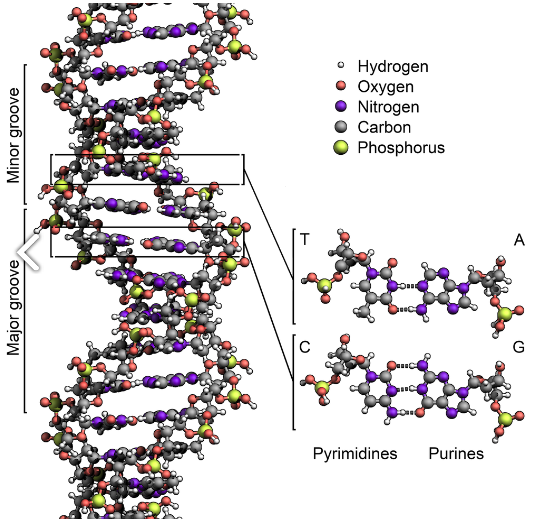 Minor groove
Major groove
Hydrogen
Oxygen
Nitrogen
Carbon
Phosphorus
T
A
C
G
Pyrimidines
Purines